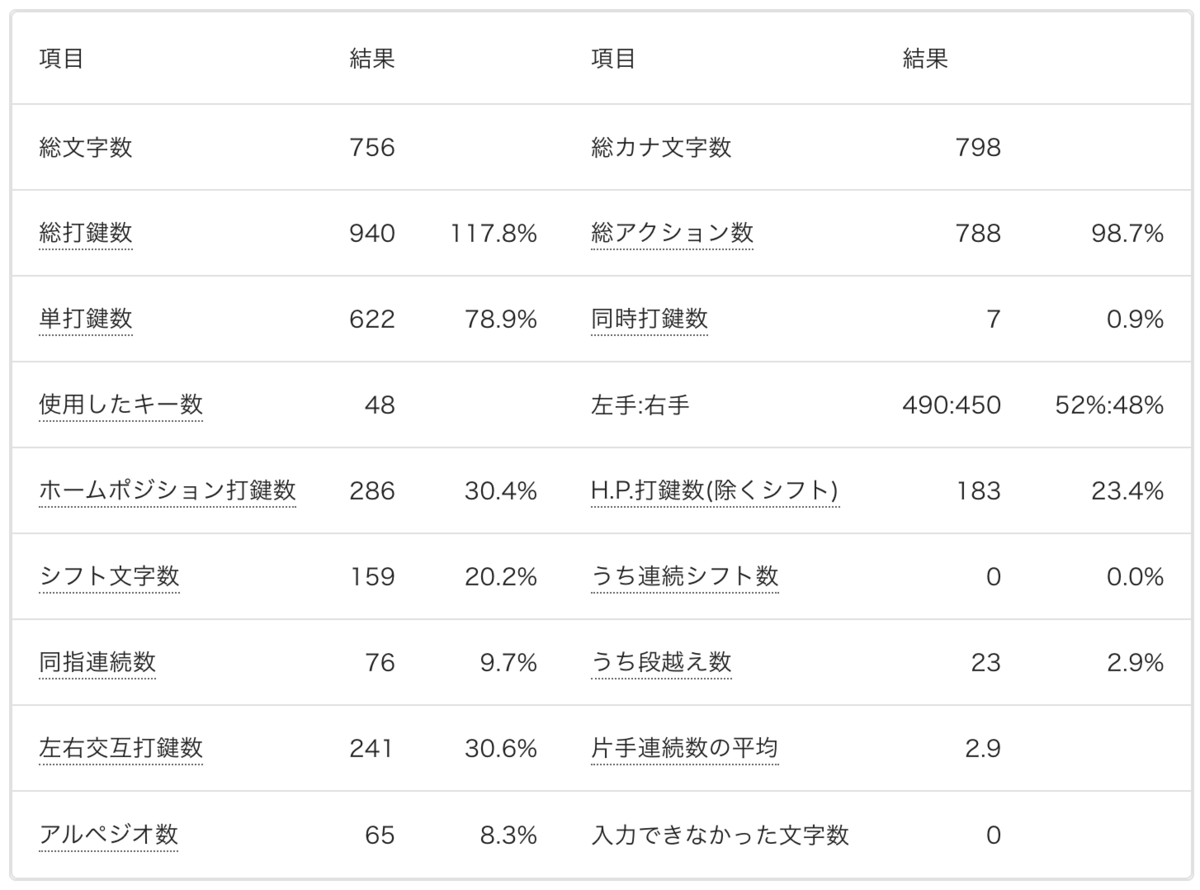 項目 結果 項目 結果
総文字数 756 総カナ文字数 798
総打鍵数 940 117.8% 総アクション数 788 98.7%
単打鍵数 622 78.9% 同時打鍵数 7 0.9%
使用したキー数 48 左手:右手 490:450 52%:48%
ホームポジション打鍵数 286 30.4% H.P.打鍵数(除くシフト) 183 23.4%
シフト文字数 159 20.2% うち連続シフト数 0 0.0%
同指連続数 76 9.7% うち段越え数 23 2.9%
左右交互打鍵数 241 30.6% 片手連続数の平均 2.9
アルペジオ数 65 8.3% 入力できなかった文字数 0